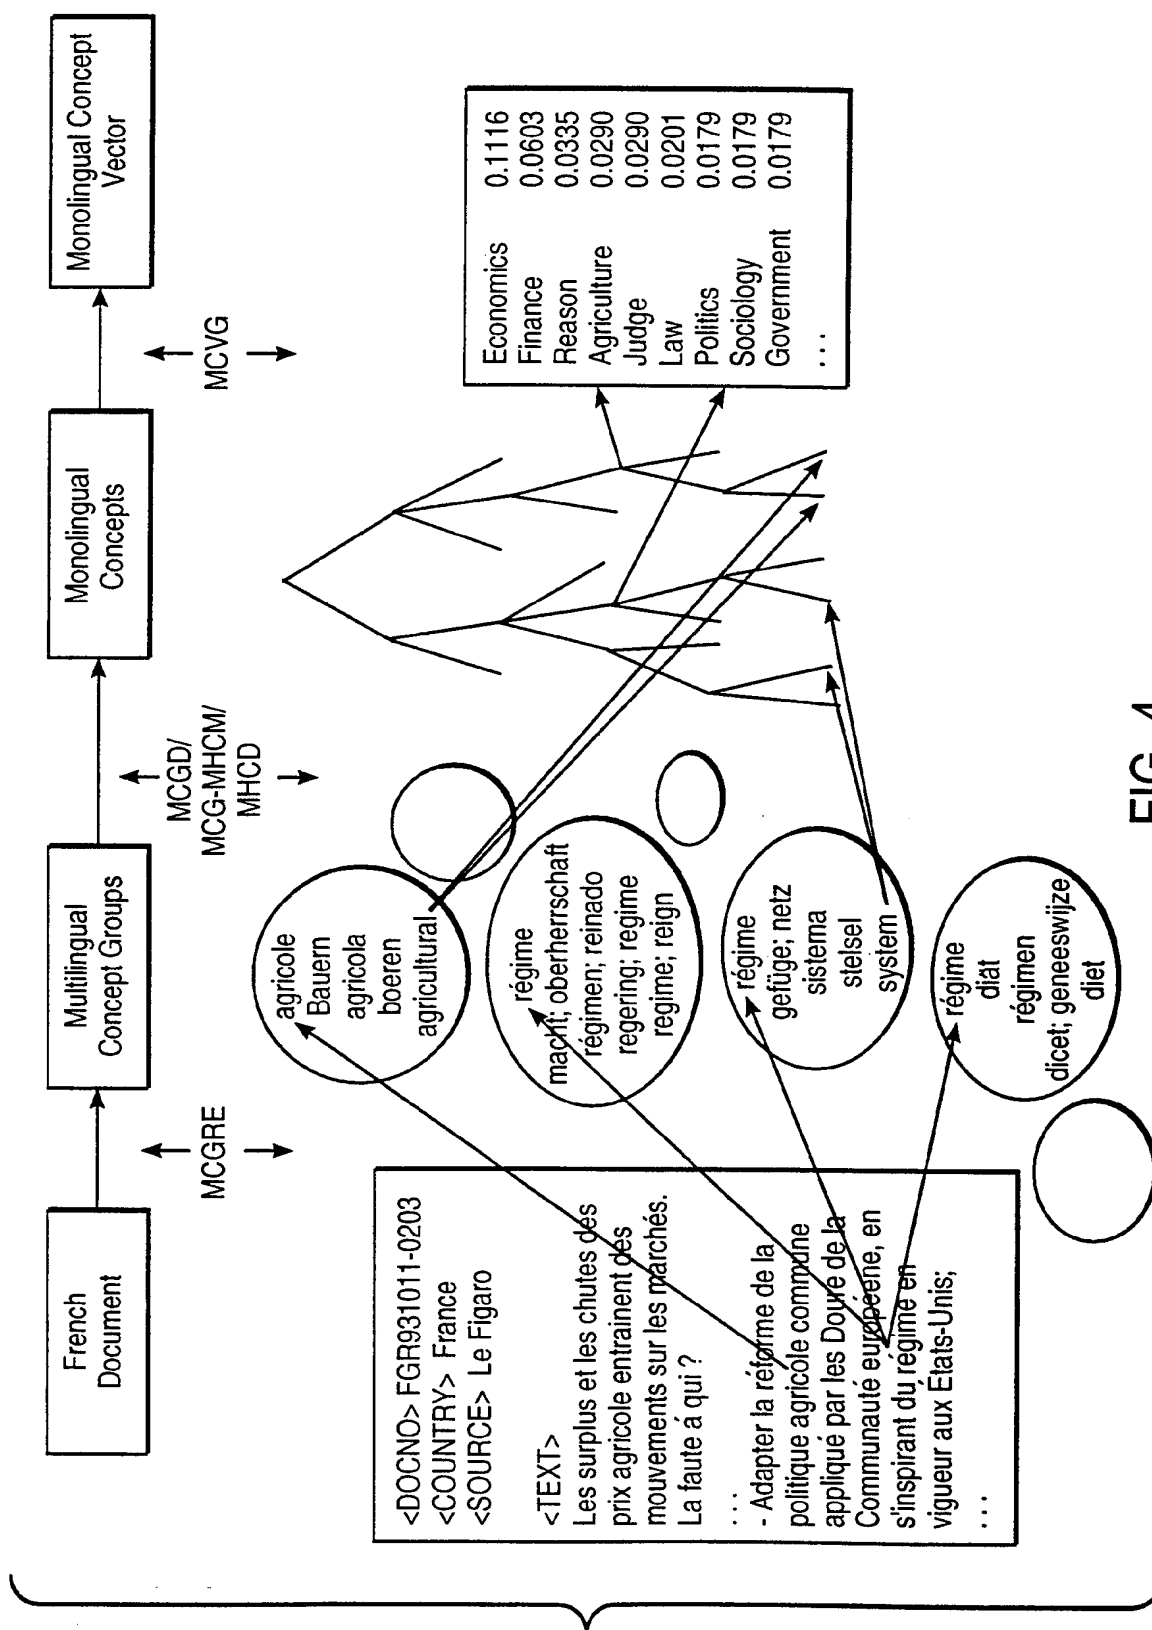 French
Document
Multilingual
Concept Groups
Monolingual
Concepts
Monolingual Concept
Vector
MCGRE
MCGD/
MCG-MHCM/
MHCD
MCVG
<DOCNO> FGR931011-0203
<COUNTRY> France
<SOURCE> Le Figaro
<TEXT>
Les surplus et les chutes des
prix agricole entrainent des
mouvements sur les marchés.
La faute á qui ?
. . .
- Adapter la réforme de la
politique agricole commune
appliqué par les Doure de la
Communauté européene, en
s'inspirant du régime en
vigueur aux Etats-Unis;
. . .
agricole
Bauern
agricola
boeren
agricultural
régime
macht; oberherrschaft
régimen; reinado
regering; regime
regime; reign
régime
gefüge; netz
sistema
stelsel
system
régime
diät
régimen
dicet; geneeswijze
diet
Economics 0.1116
Finance 0.0603
Reason 0.0335
Agriculture 0.0290
Judge 0.0290
Law 0.0201
Politics 0.0179
Sociology 0.0179
Government 0.0179
. . .
FIG. 4